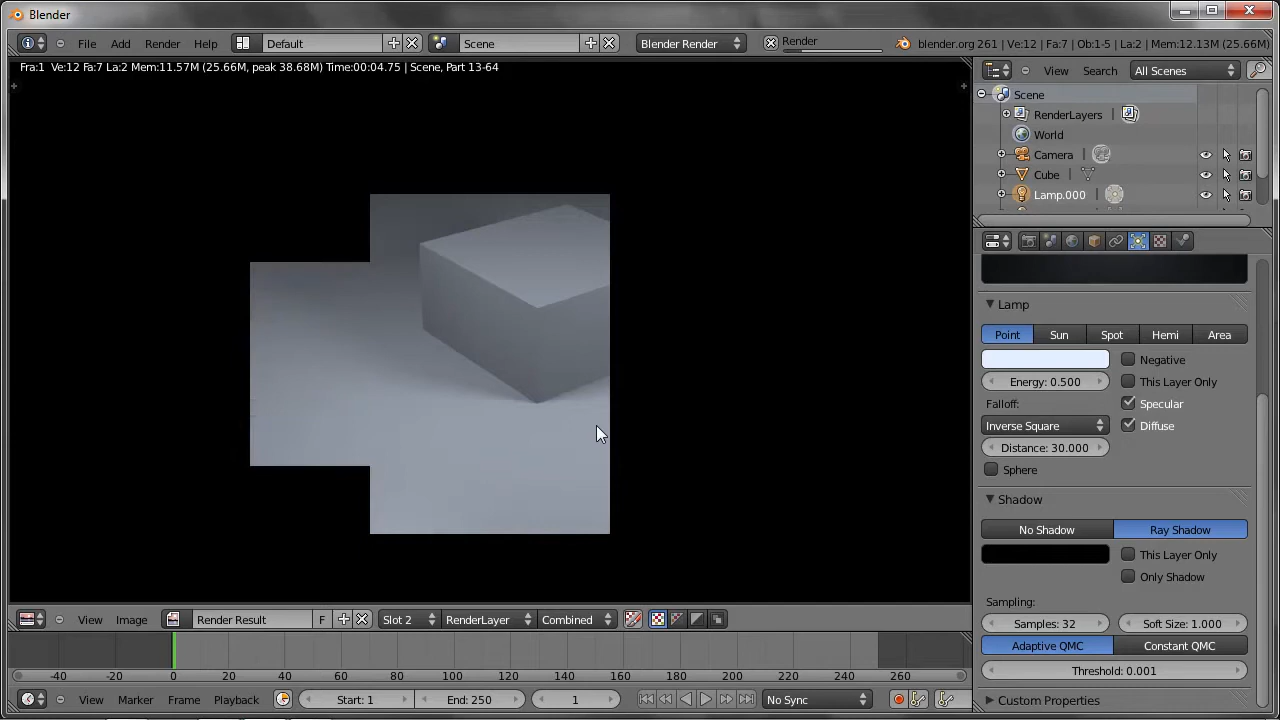 Blender
File Add Render Help Default Scene Blender Render Render blender.org 261 | Ve:12 | Fa:7 | Ob:1-5 | La:2 | Mem:12.13M (25.66M)
Fra:1 Ve:12 Fa:7 La:2 Mem:11.57M (25.66M, peak 38.68M) Time:00:04.75 | Scene, Part 13-64
View Search All Scenes
Scene
RenderLayers
World
Camera
Cube
Lamp.000
Lamp
Point Sun Spot Hemi Area
Negative
Energy: 0.500 This Layer Only
Falloff: Specular
Inverse Square Diffuse
Distance: 30.000
Sphere
Shadow
No Shadow Ray Shadow
This Layer Only
Only Shadow
Sampling:
Samples: 32 Soft Size: 1.000
Adaptive QMC Constant QMC
Threshold: 0.001
Custom Properties
View Image Render Result F Slot 2 RenderLayer Combined
-40 -20 0 20 40 60 80 100 120 140 160 180 200 220 240 260
View Marker Frame Playback Start: 1 End: 250 1 No Sync